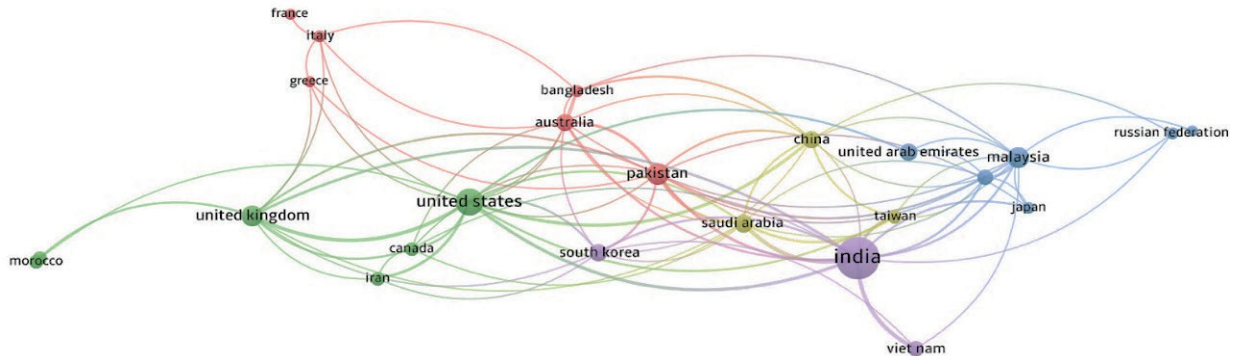 france
italy
greece
bangladesh
australia
china
russian federation
united arab emirates
malaysia
pakistan
united states
japan
united kingdom
taiwan
saudi arabia
canada
south korea
india
morocco
iran
viet nam